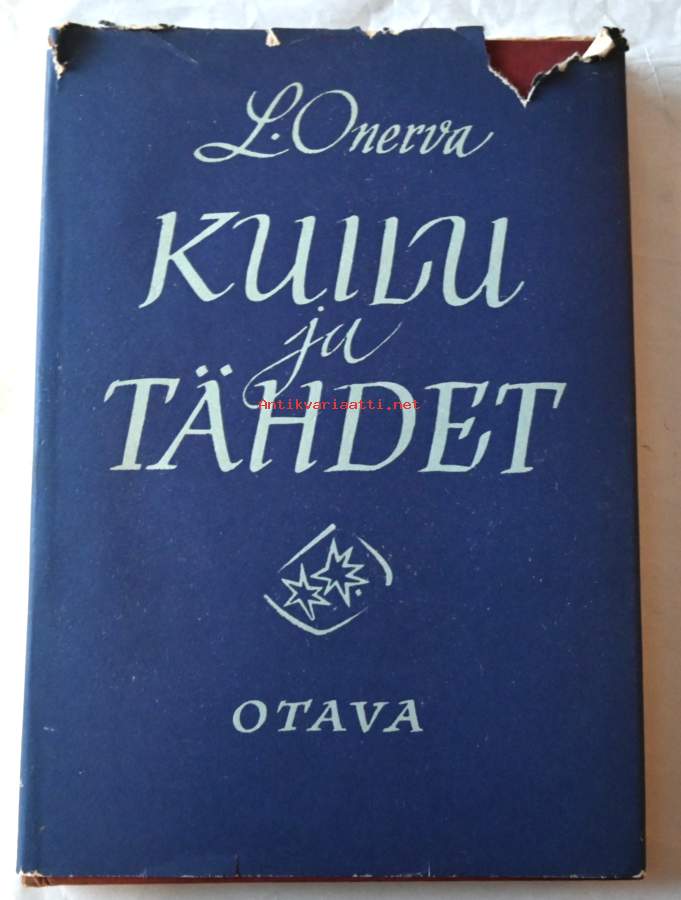 L. Onerva
KUILU
ja
TÄHDET
Antikvariaatti.net
OTAVA